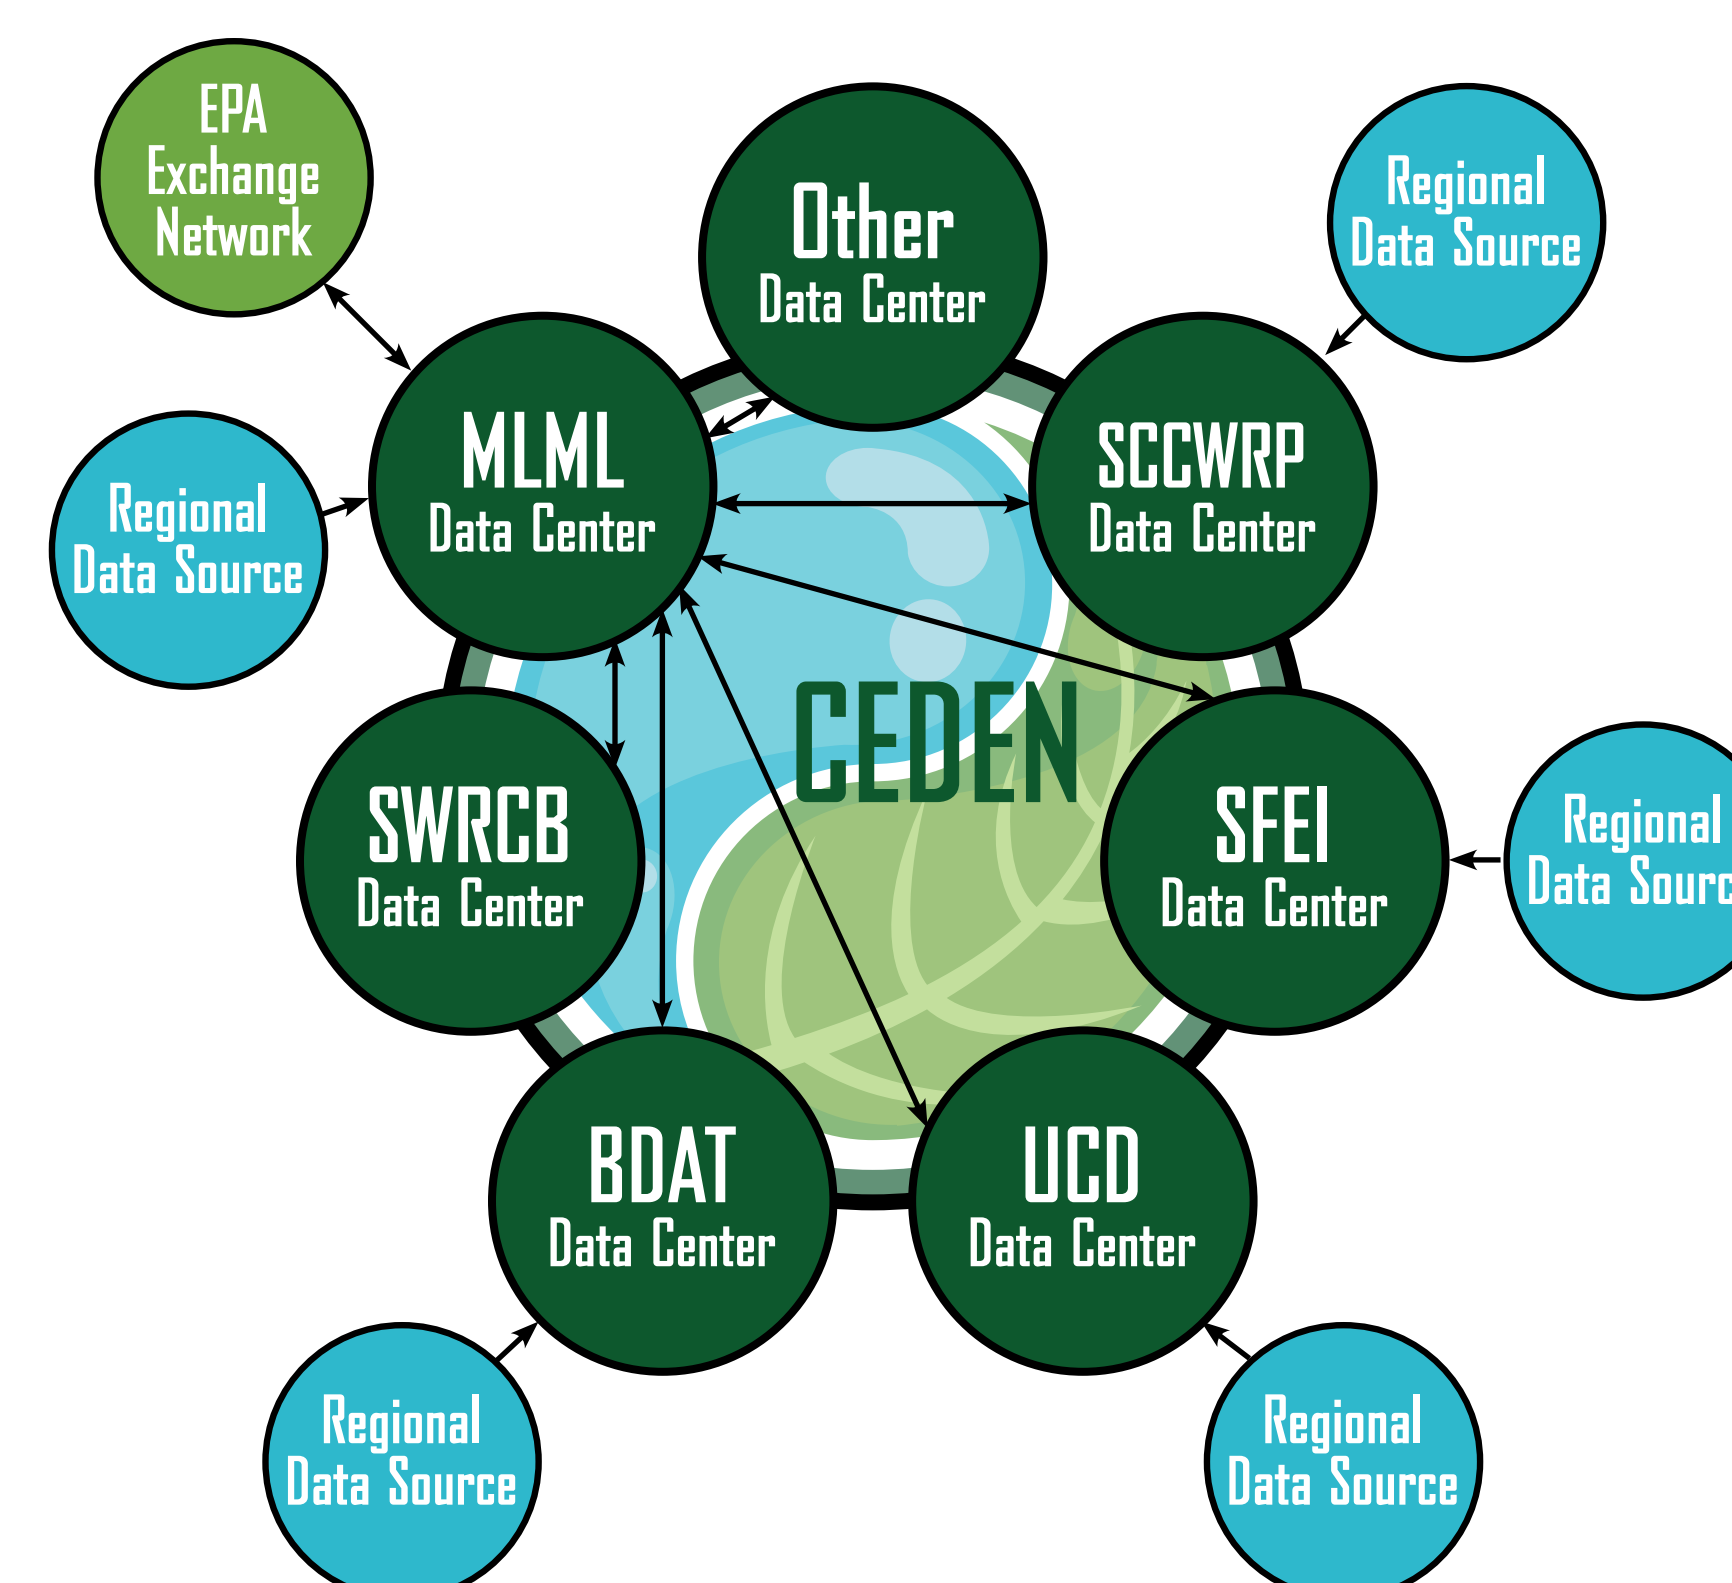 EPA
Exchange
Network
Other
Data Center
Regional
Data Source
MLML
Data Center
SCCWRP
Data Center
Regional
Data Source
CEDEN
SWRCB
Data Center
SFEI
Data Center
Regional
Data Sourc
BDAT
Data Center
UCD
Data Center
Regional
Data Source
Regional
Data Source